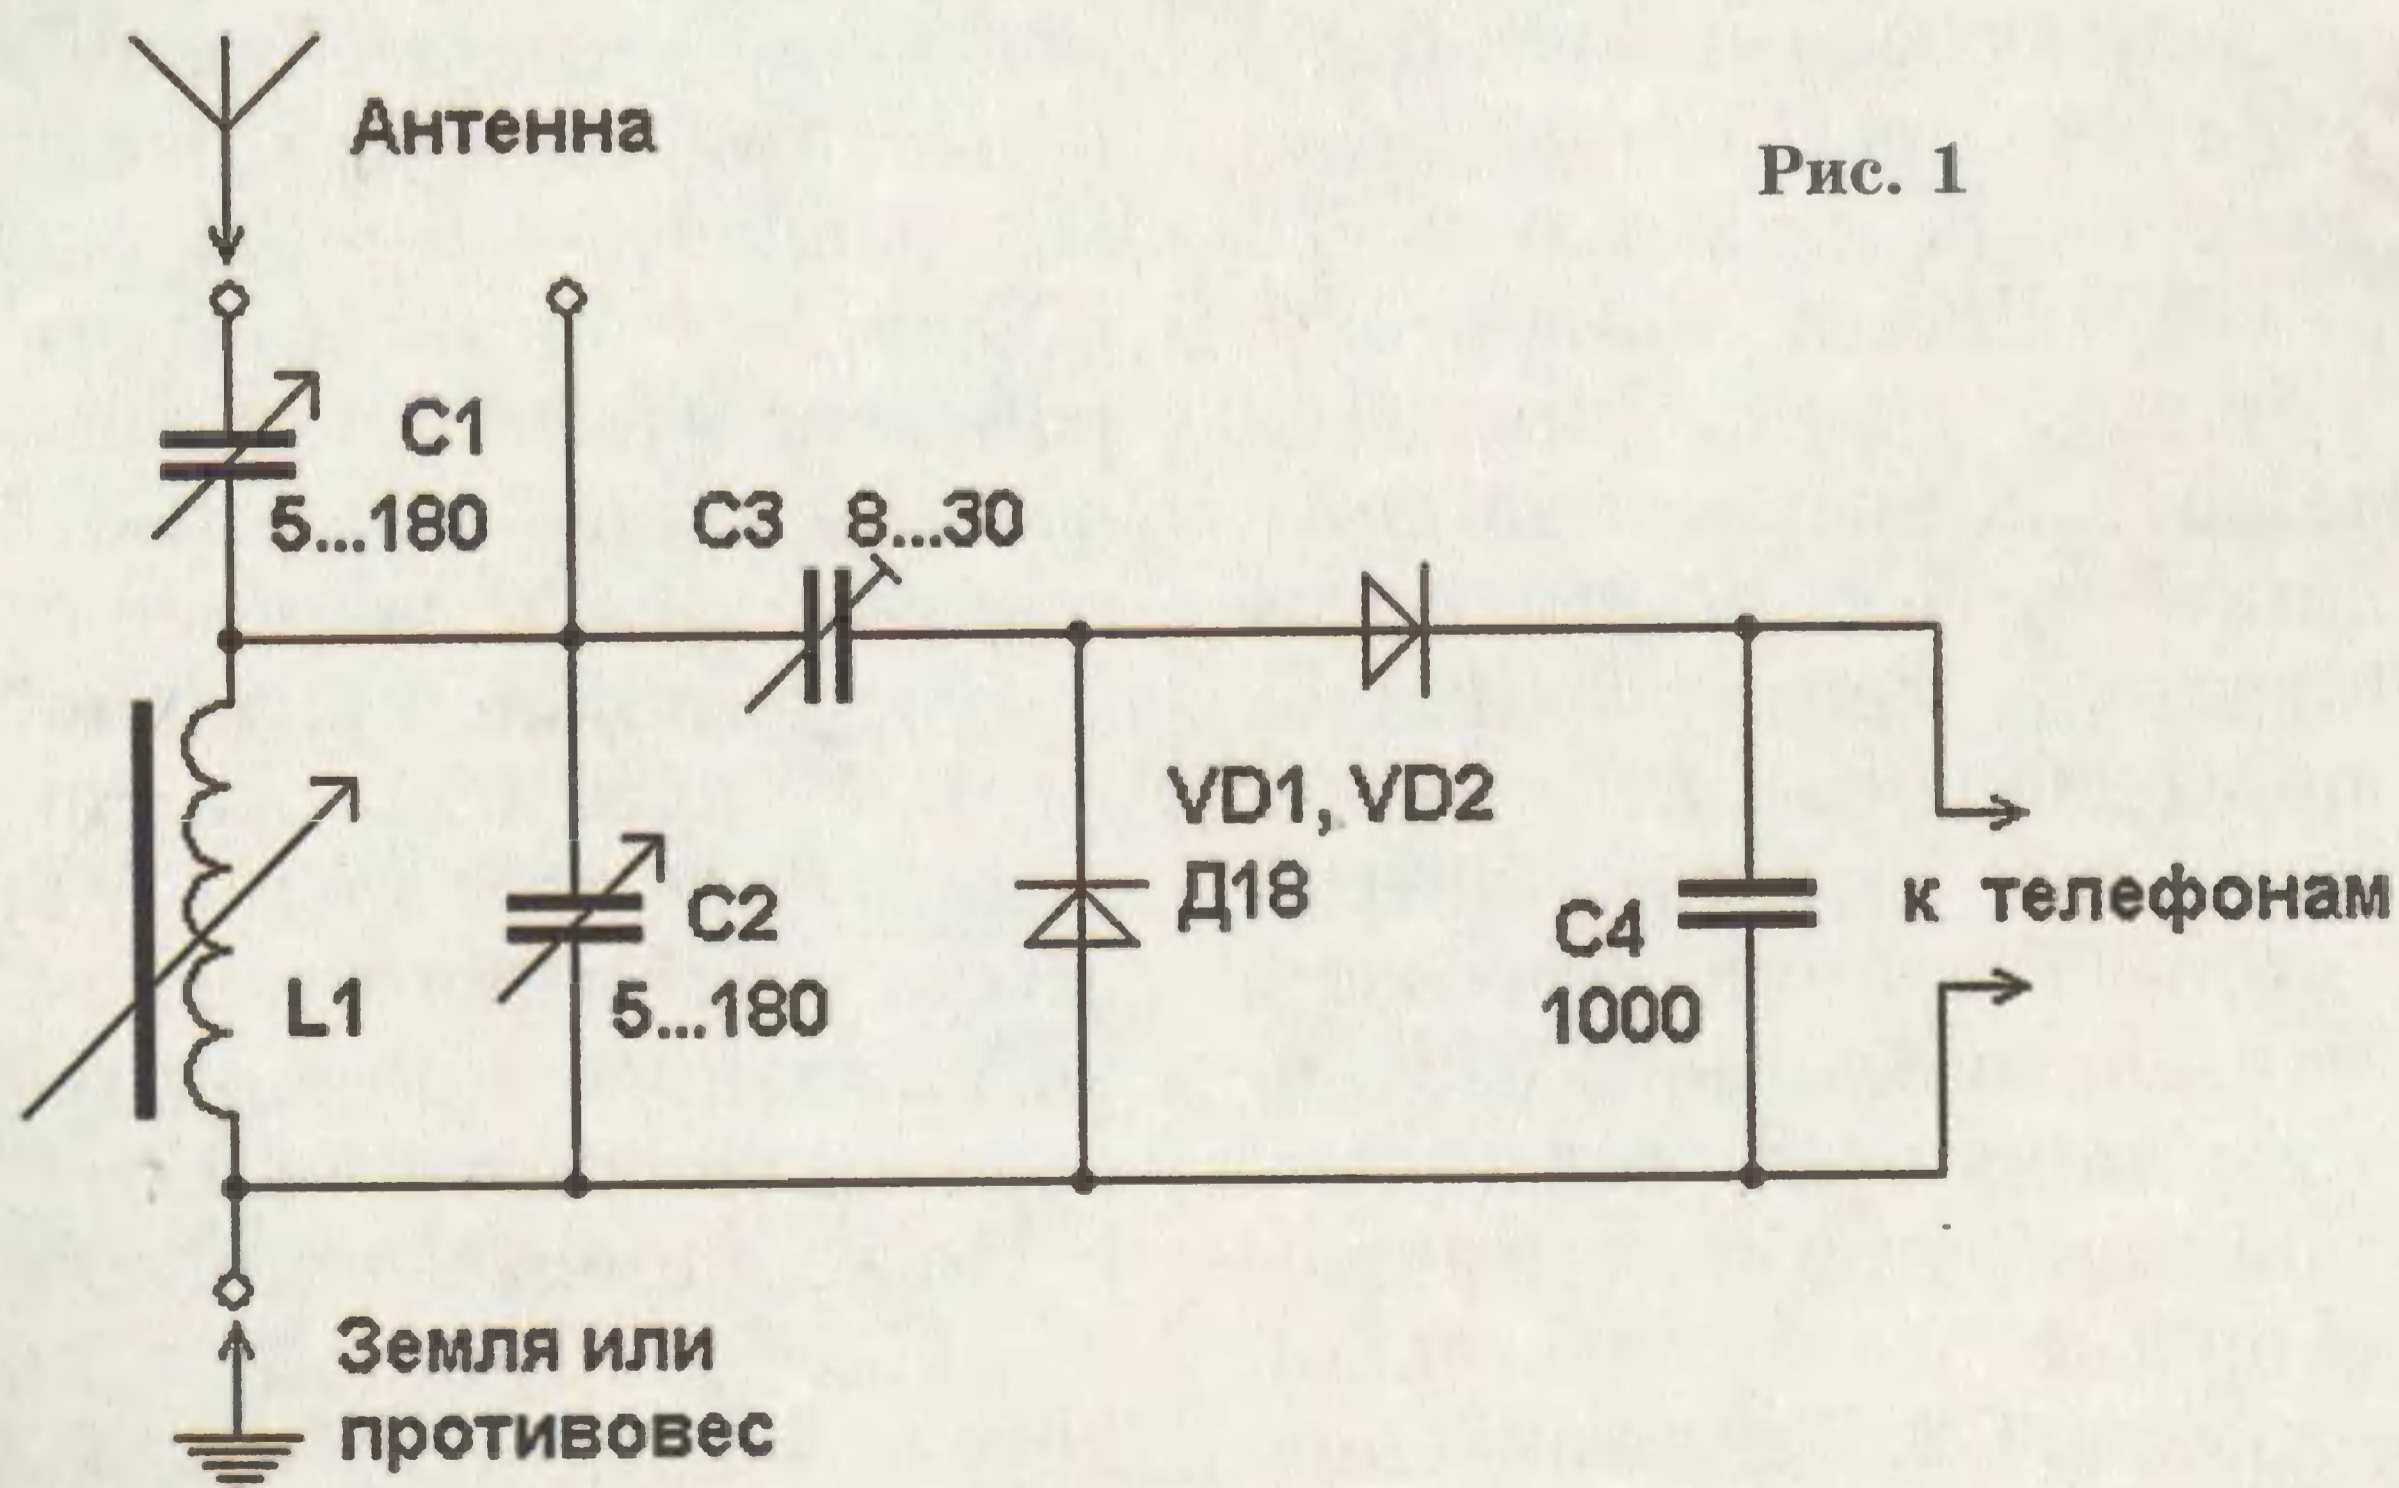 Антенна
Рис. 1
C1
5...180
C3 8...30
VD1, VD2
Д18
C2
5...180
L1
C4
1000
к телефонам
Земля или
противовес